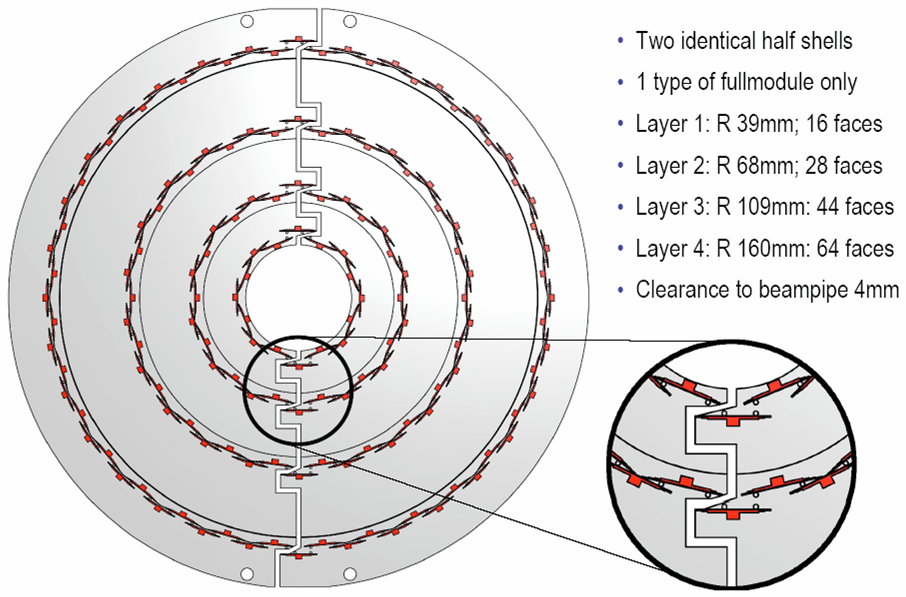 • Two identical half shells
• 1 type of fullmodule only
• Layer 1: R 39mm; 16 faces
• Layer 2: R 68mm; 28 faces
• Layer 3: R 109mm: 44 faces
• Layer 4: R 160mm: 64 faces
• Clearance to beampipe 4mm